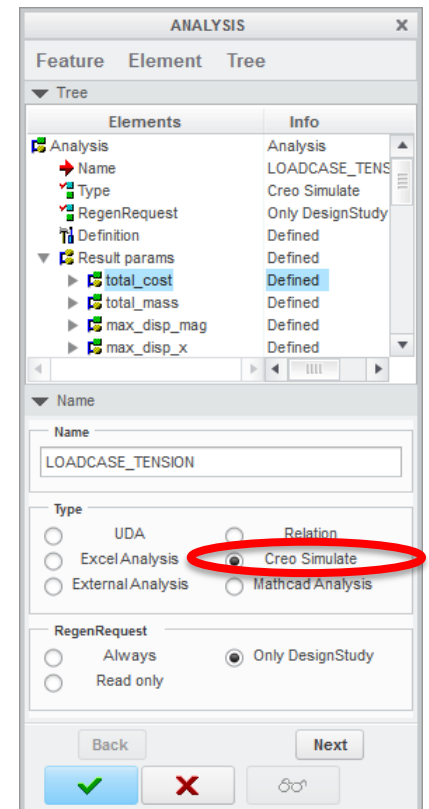 ANALYSIS
Feature Element Tree
Tree
Elements Info
Analysis Analysis
Name LOADCASE_TENS
Type Creo Simulate
RegenRequest Only DesignStudy
Definition Defined
Result params Defined
total_cost Defined
total_mass Defined
max_disp_mag Defined
max_disp_x Defined
Name
Name
LOADCASE_TENSION
Type
UDA Relation
Excel Analysis Creo Simulate
External Analysis Mathcad Analysis
RegenRequest
Always Only DesignStudy
Read only
Back Next